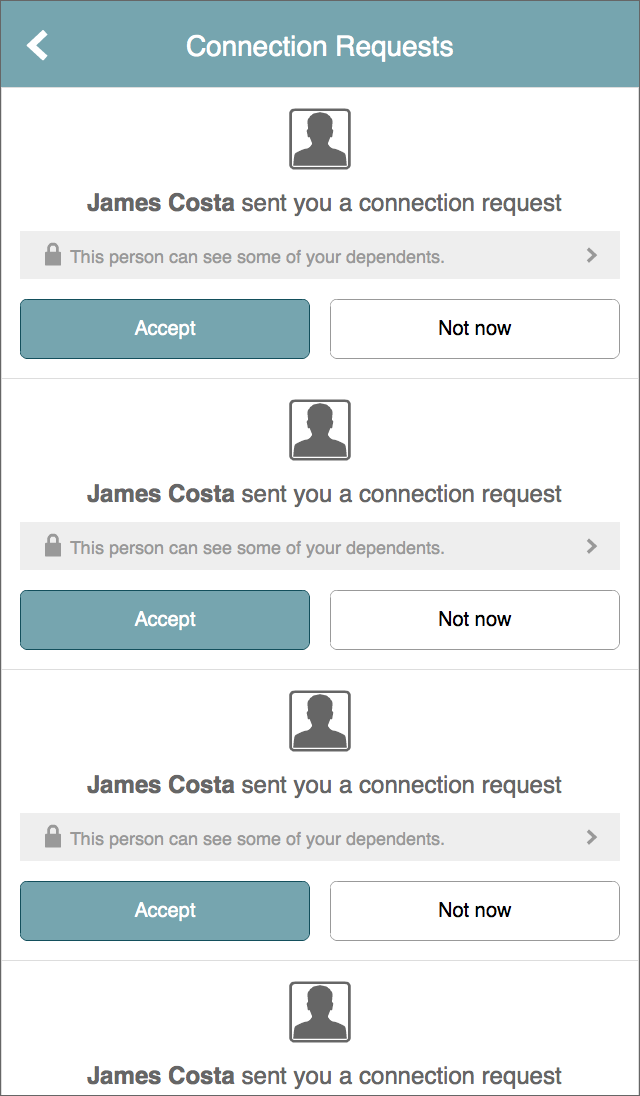 Connection Requests
James Costa sent you a connection request
This person can see some of your dependents.
Accept Not now
James Costa sent you a connection request
This person can see some of your dependents.
Accept Not now
James Costa sent you a connection request
This person can see some of your dependents.
Accept Not now
James Costa sent you a connection request